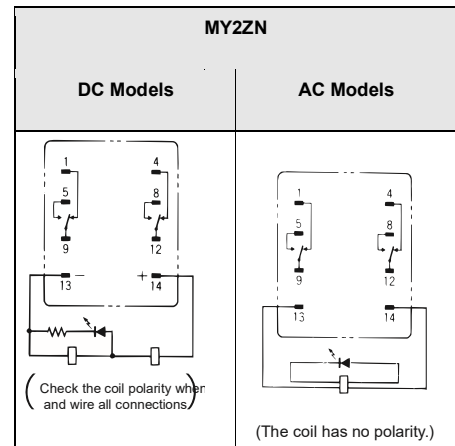 MY2ZN
DC Models
AC Models
1 4
5 8
9 12
13 − + 14
Check the coil polarity when
and wire all connections
1 4
5 8
9 12
13 14
(The coil has no polarity.)